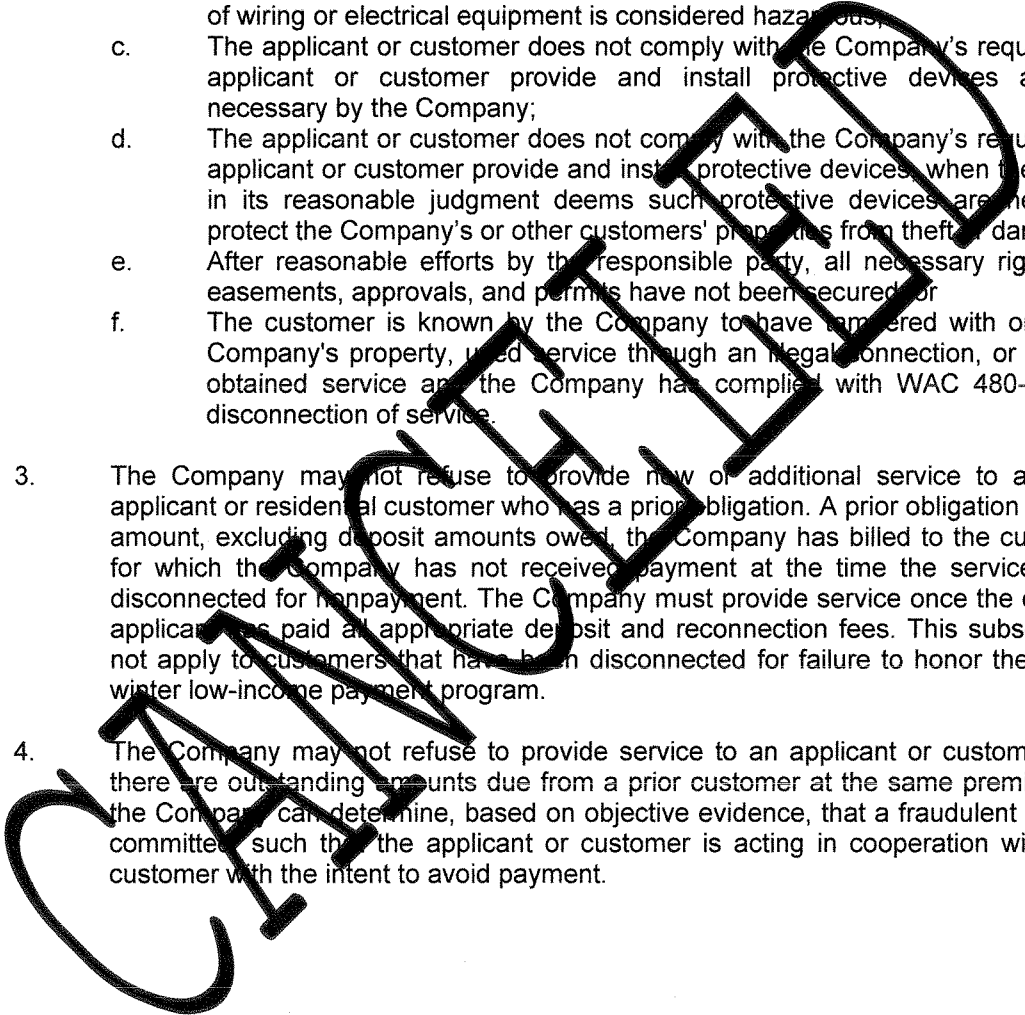 of wiring or electrical equipment is considered hazardous;
c. The applicant or customer does not comply with the Company's requ
applicant or customer provide and install protective devices a
necessary by the Company;
d. The applicant or customer does not comply with the Company's requ
applicant or customer provide and install protective devices, when the
in its reasonable judgment deems such protective devices are ne
protect the Company's or other customers' properties from theft or dar
e. After reasonable efforts by the responsible party, all necessary rig
easements, approvals, and permits have not been secured; or
f. The customer is known by the Company to have tampered with o
Company's property, used service through an illegal connection, or
obtained service and the Company has complied with WAC 480-
disconnection of service.
3. The Company may not refuse to provide new or additional service to a
applicant or residential customer who has a prior obligation. A prior obligation
amount, excluding deposit amounts owed, the Company has billed to the cu
for which the Company has not received payment at the time the service
disconnected for nonpayment. The Company must provide service once the
applicant has paid all appropriate deposit and reconnection fees. This subs
not apply to customers that have been disconnected for failure to honor the
winter low-income payment program.
4. The Company may not refuse to provide service to an applicant or custom
there are outstanding amounts due from a prior customer at the same prem
the Company can determine, based on objective evidence, that a fraudulent
committed such that the applicant or customer is acting in cooperation wi
customer with the intent to avoid payment.
CANCELED